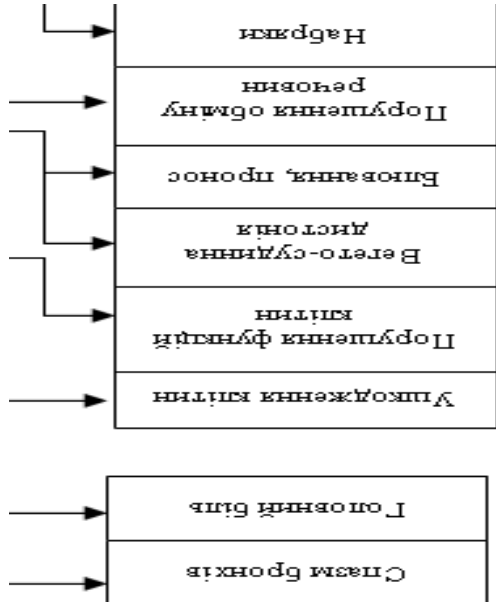 Спазм бронхів
Головний біль
Ушкодження клітин
Порушення функцій
клітин
Вегето-судинна
дистонія
Блювання, пронос
Порушення обміну
речовин
Набряки